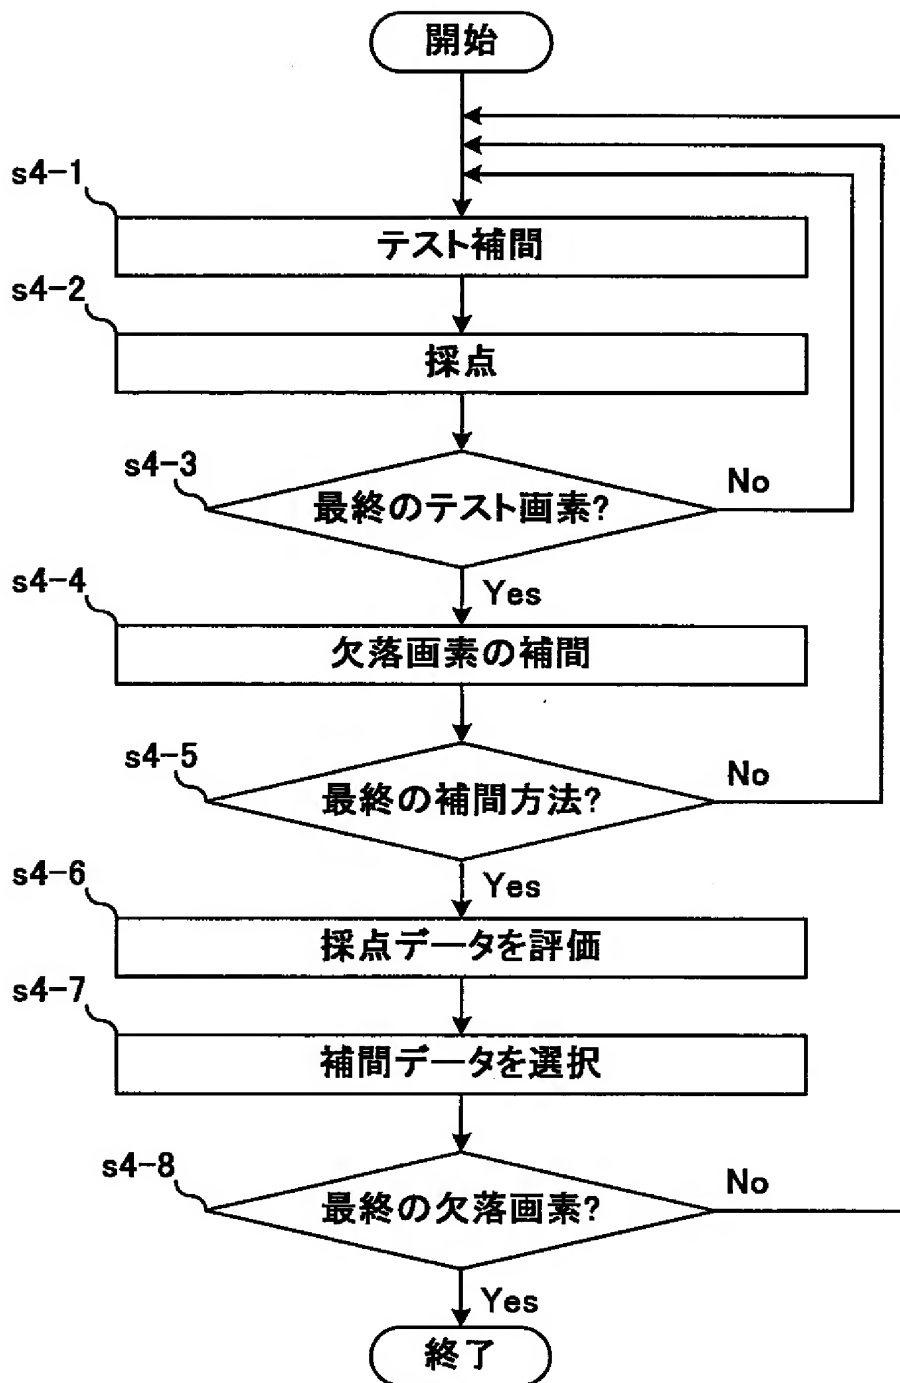 開始
s4-1
テスト補間
s4-2
採点
s4-3
最終のテスト画素?
No
Yes
s4-4
欠落画素の補間
s4-5
最終の補間方法?
No
Yes
s4-6
採点データを評価
s4-7
補間データを選択
s4-8
最終の欠落画素?
No
Yes
終了